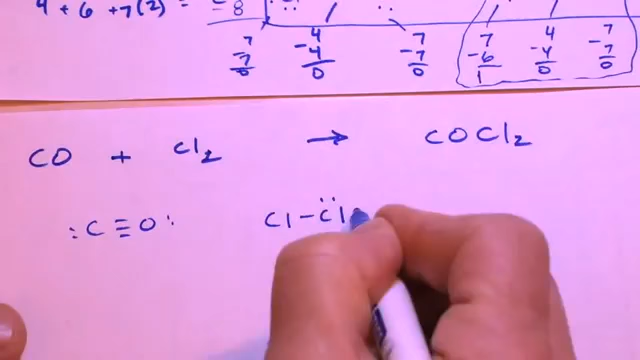 4 + 6 + 7(2) =
-8
7 4 7 7 4 7
-7 -4 -7 -6 -4 -7
0 0 0 1 0 0
CO + Cl2 → COCl2
:C≡O: Cl-Cl